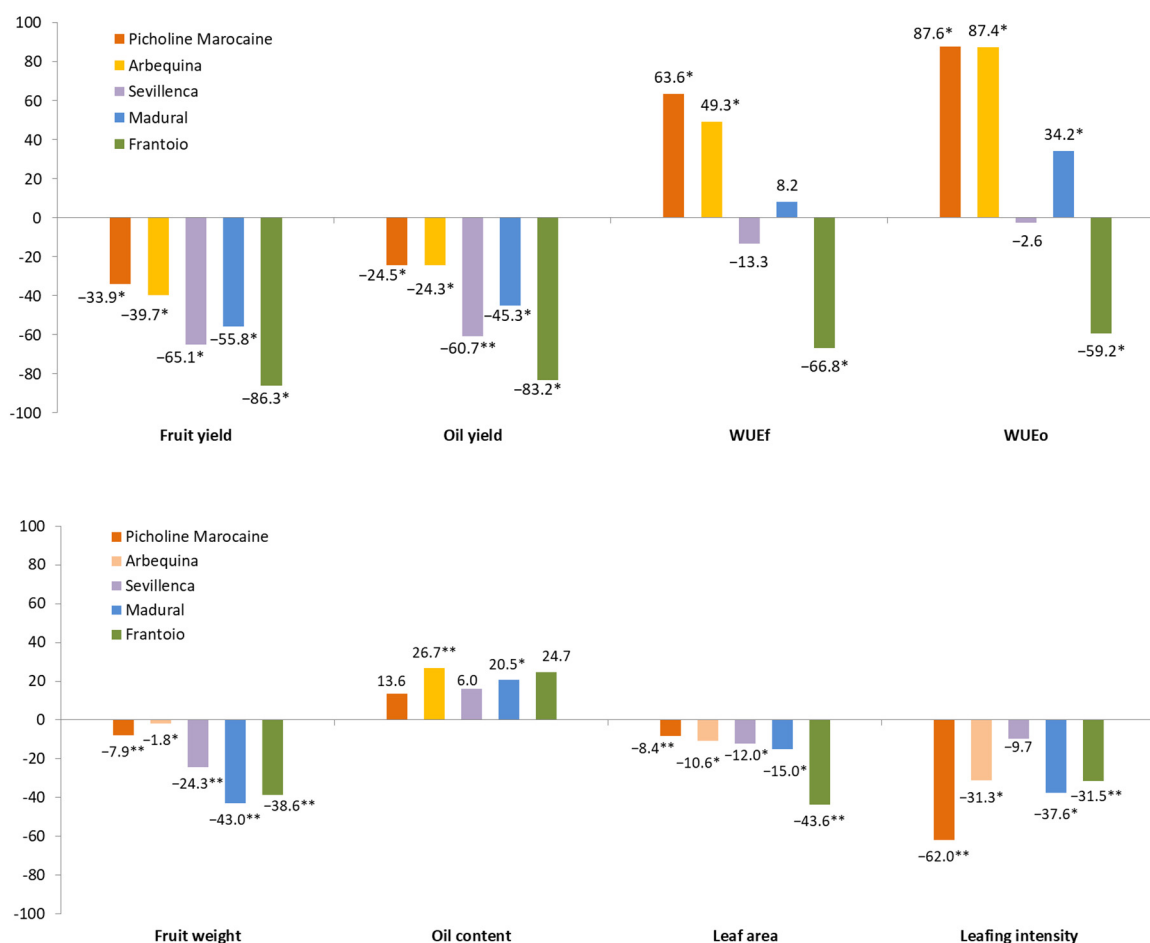 100
80
60
40
20
0
-20
-40
-60
-80
-100
Picholine Marocaine
Arbequina
Sevillenca
Madural
Frantoio
−33.9* −39.7* −65.1* −55.8* −86.3*
−24.5* −24.3* −60.7** −45.3* −83.2*
63.6* 49.3* −13.3 8.2 −66.8*
87.6* 87.4* −2.6 34.2* −59.2*
Fruit yield Oil yield WUEf WUEo
100
80
60
40
20
0
-20
-40
-60
-80
-100
Picholine Marocaine
Arbequina
Sevillenca
Madural
Frantoio
−7.9** −1.8* −24.3** −43.0** −38.6**
13.6 26.7** 6.0 20.5* 24.7
−8.4** −10.6* −12.0* −15.0* −43.6**
−62.0** −31.3* −9.7 −37.6* −31.5**
Fruit weight Oil content Leaf area Leafing intensity